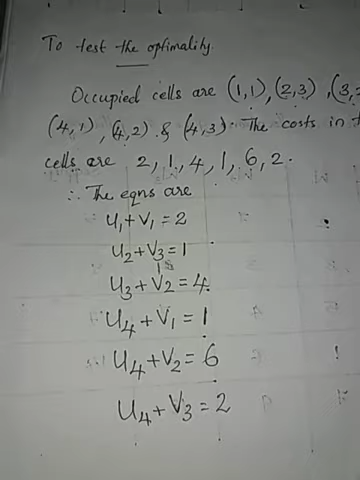 To test the optimality.
Occupied cells are (1,1), (2,3), (3,2
(4,1), (4,2) & (4,3). The costs in
cells are 2, 1, 4, 1, 6, 2.
∴ The eqns are
U₁+V₁=2
U₂+V₃=1
U₃+V₂=4
U₄+V₁=1
U₄+V₂=6
U₄+V₃=2